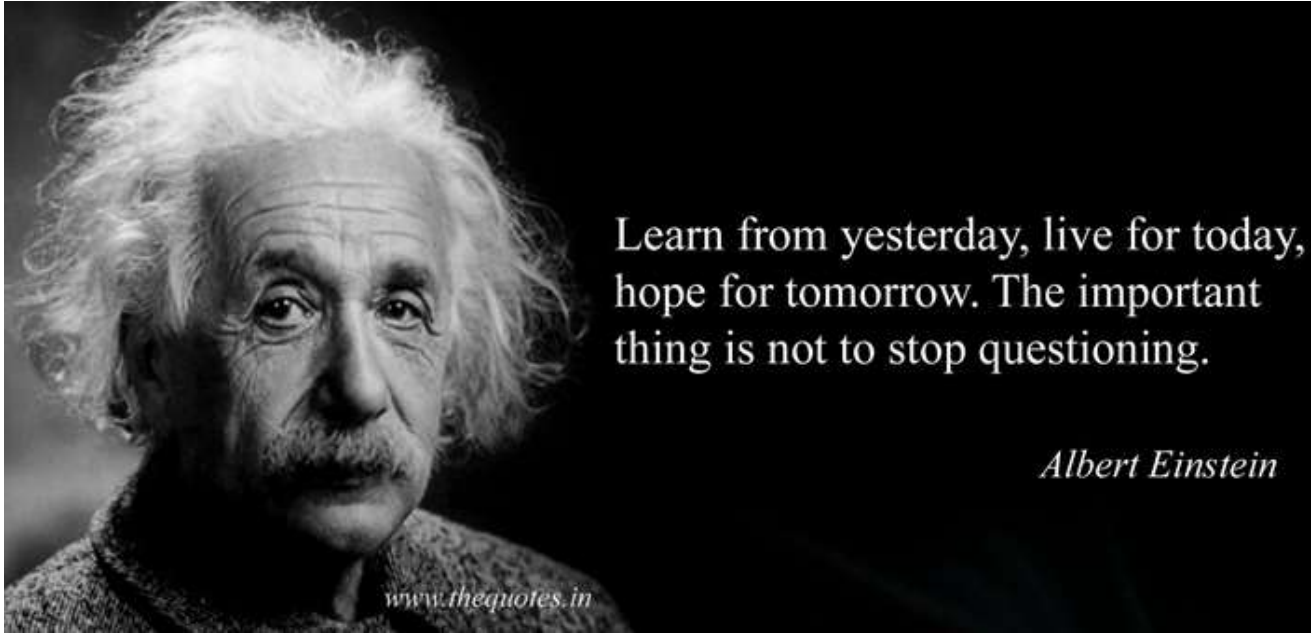 Learn from yesterday, live for today,
hope for tomorrow. The important
thing is not to stop questioning.
Albert Einstein
www.thequotes.in